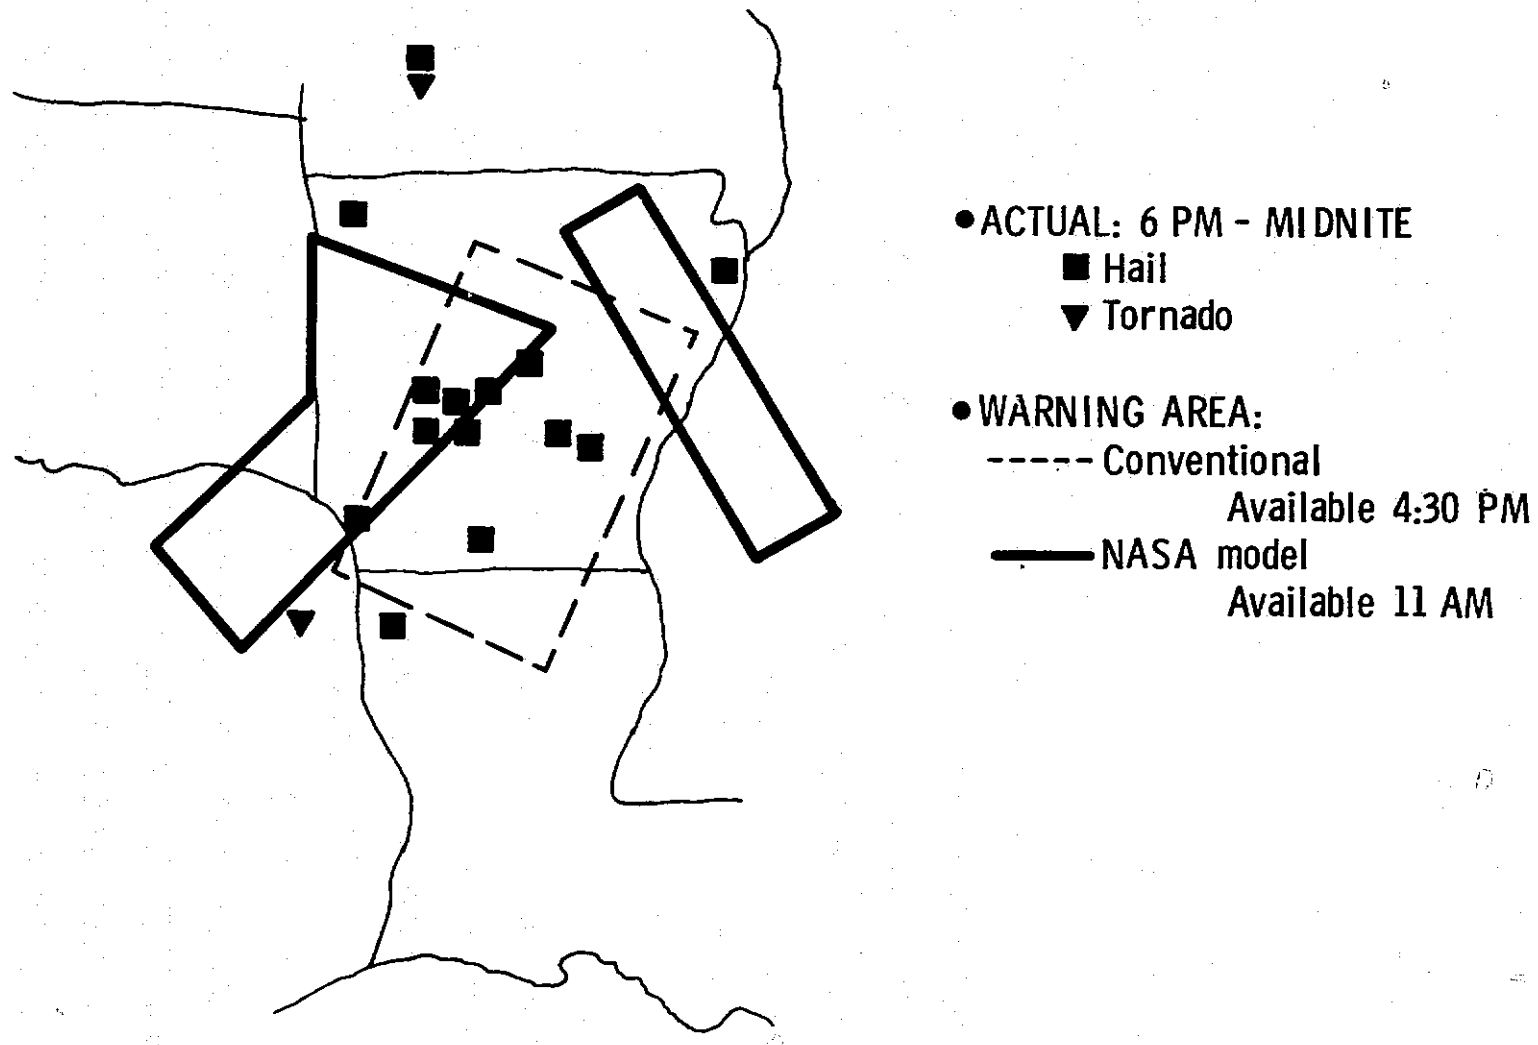 ● ACTUAL: 6 PM - MIDNITE
■ Hail
▼ Tornado
● WARNING AREA:
----- Conventional
Available 4:30 PM
NASA model
Available 11 AM